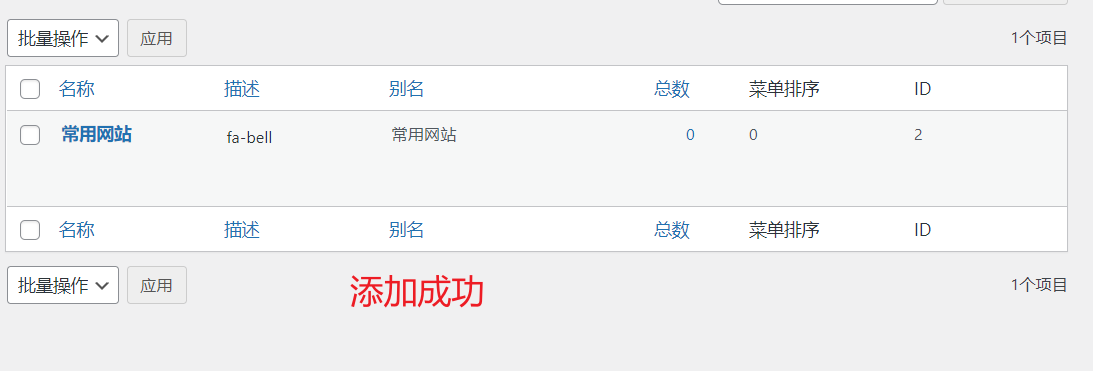 批量操作 应用 1个项目
名称 描述 别名 总数 菜单排序 ID
常用网站 fa-bell 常用网站 0 0 2
名称 描述 别名 总数 菜单排序 ID
批量操作 应用 1个项目
添加成功